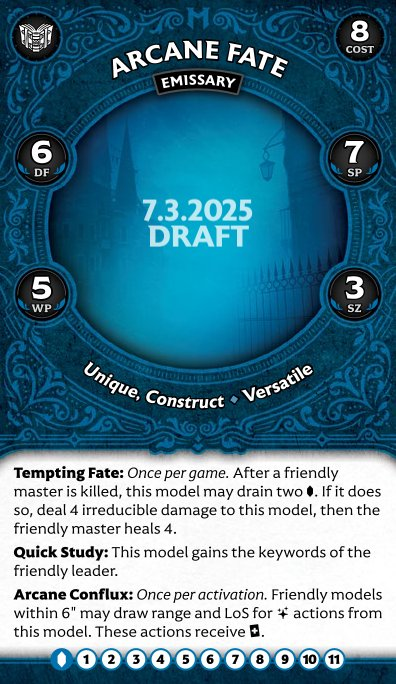 ARCANE FATE
EMISSARY
8
COST
6
DF
7
SP
7.3.2025
DRAFT
5
WP
3
SZ
Unique, Construct ⬥ Versatile
Tempting Fate: Once per game. After a friendly
master is killed, this model may drain two ⬮. If it does
so, deal 4 irreducible damage to this model, then the
friendly master heals 4.
Quick Study: This model gains the keywords of the
friendly leader.
Arcane Conflux: Once per activation. Friendly models
within 6" may draw range and LoS for actions from
this model. These actions receive .
1 2 3 4 5 6 7 8 9 10 11